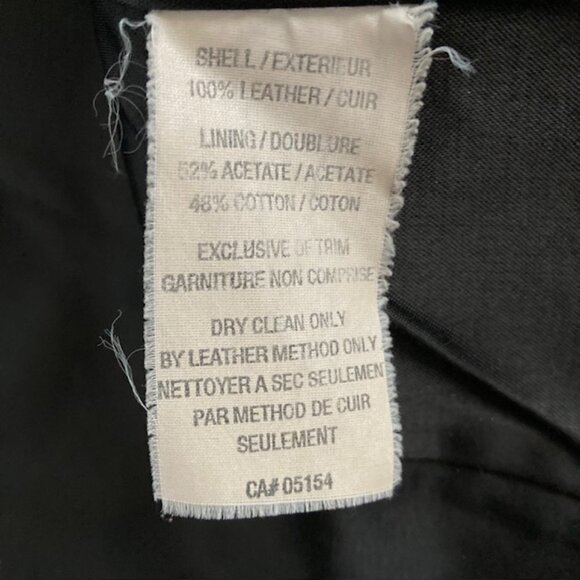 SHELL / EXTERIEUR
100% LEATHER / CUIR
LINING / DOUBLURE
52% ACETATE / ACETATE
48% COTTON / COTON
EXCLUSIVE OF TRIM
GARNITURE NON COMPRISE
DRY CLEAN ONLY
BY LEATHER METHOD ONLY
NETTOYER A SEC SEULEMEN
PAR METHOD DE CUIR
SEULEMENT
CA# 05154